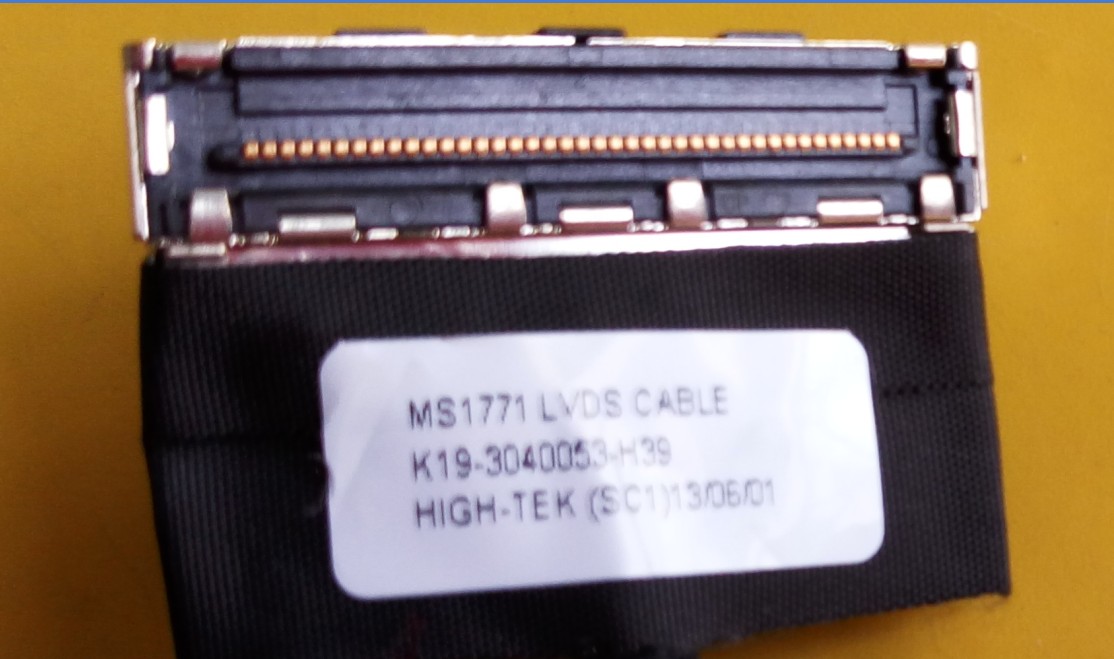 MS1771 LVDS CABLE
K19-3040053-H39
HIGH-TEK (SC1)13/06/01